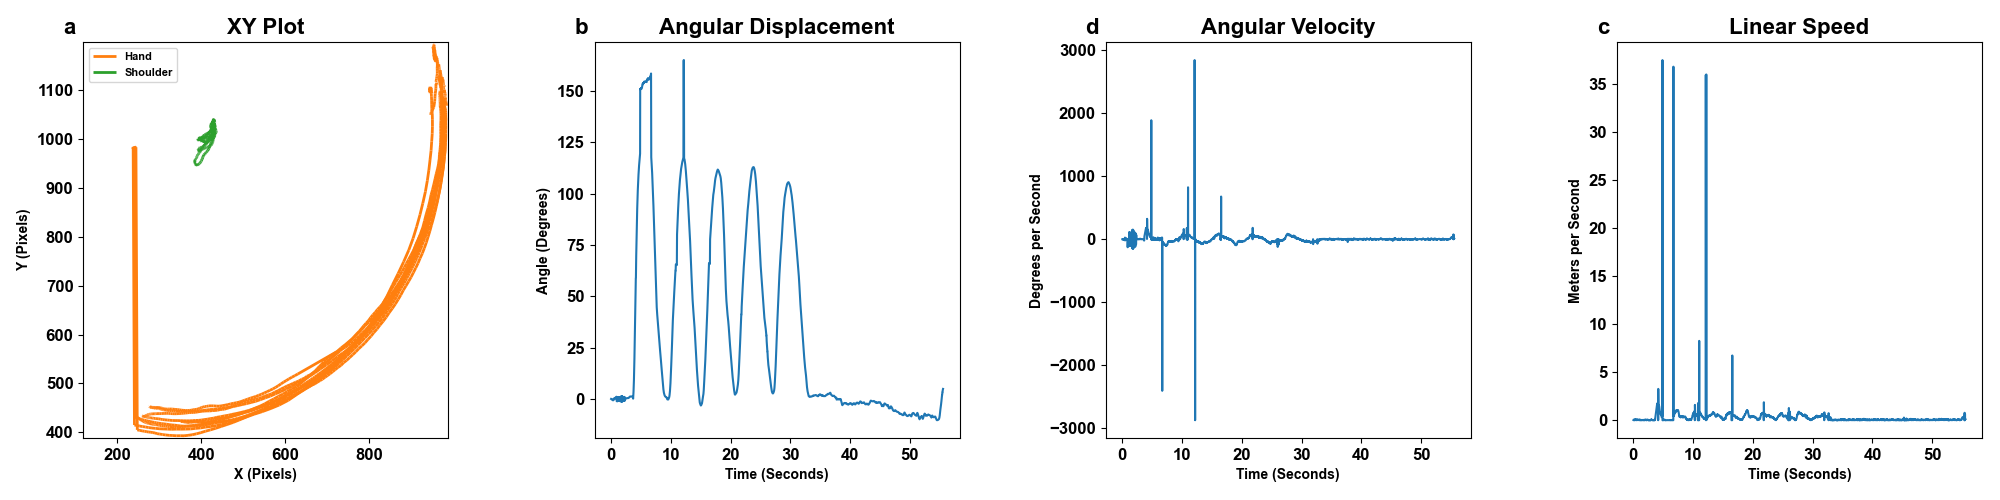 a XY Plot
Hand
Shoulder
1100
1000
900
800
700
600
500
400
Y (Pixels)
200 400 600 800
X (Pixels)
b Angular Displacement
150
125
100
75
50
25
0
Angle (Degrees)
0 10 20 30 40 50
Time (Seconds)
d Angular Velocity
3000
2000
1000
0
−1000
−2000
−3000
Degrees per Second
0 10 20 30 40 50
Time (Seconds)
c Linear Speed
35
30
25
20
15
10
5
0
Meters per Second
0 10 20 30 40 50
Time (Seconds)